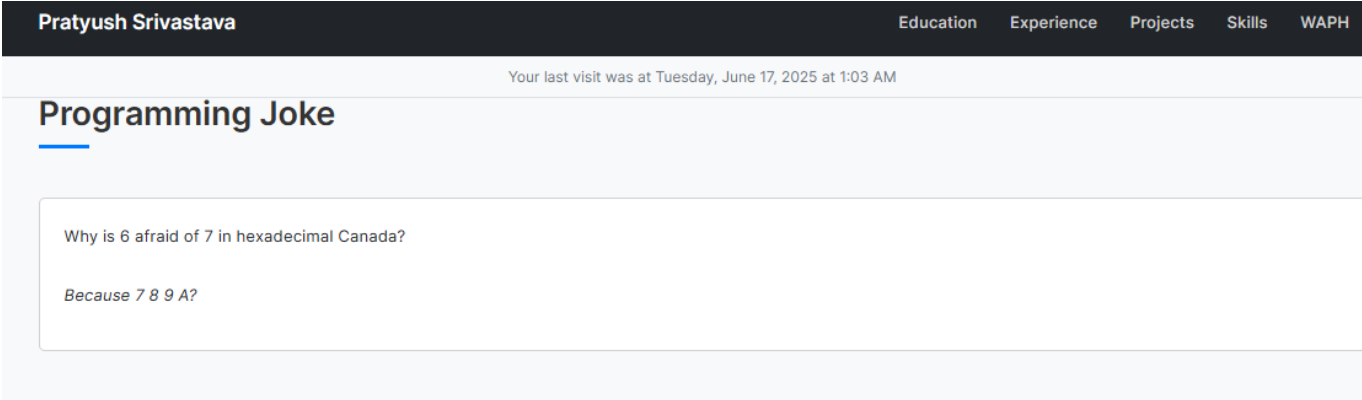 Pratyush Srivastava Education Experience Projects Skills WAPH
Your last visit was at Tuesday, June 17, 2025 at 1:03 AM
Programming Joke
Why is 6 afraid of 7 in hexadecimal Canada?
Because 7 8 9 A?